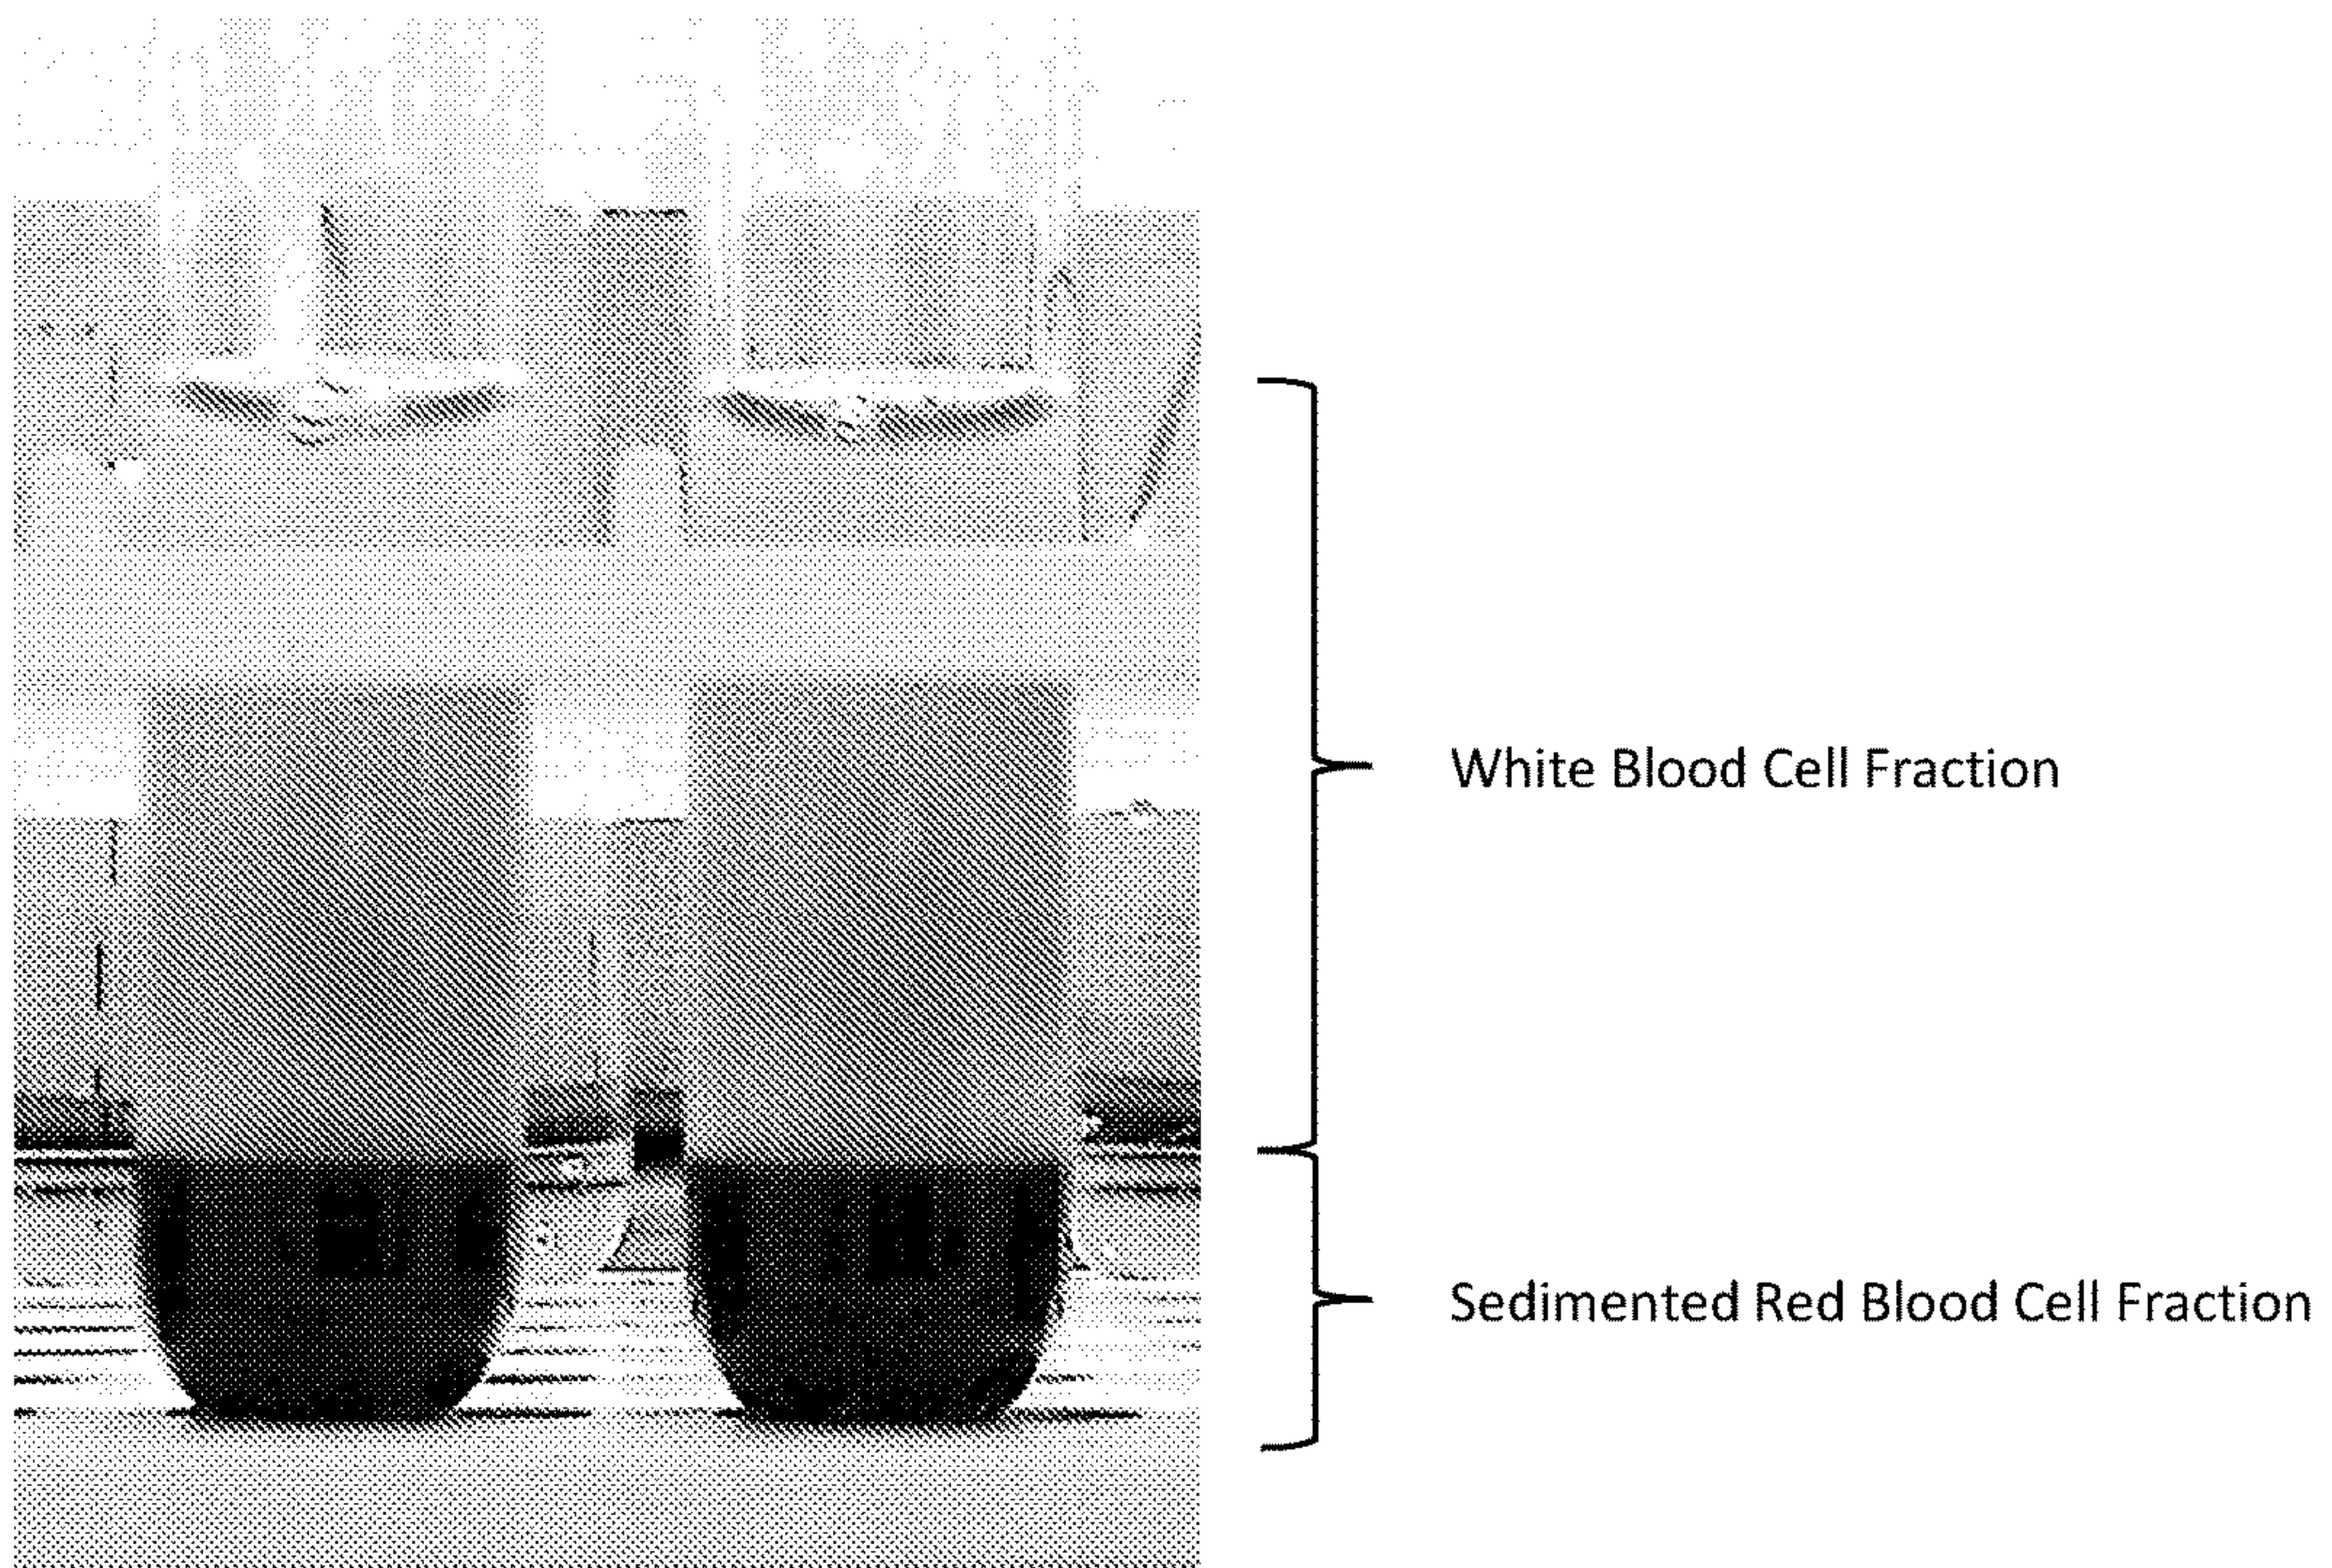 White Blood Cell Fraction
Sedimented Red Blood Cell Fraction